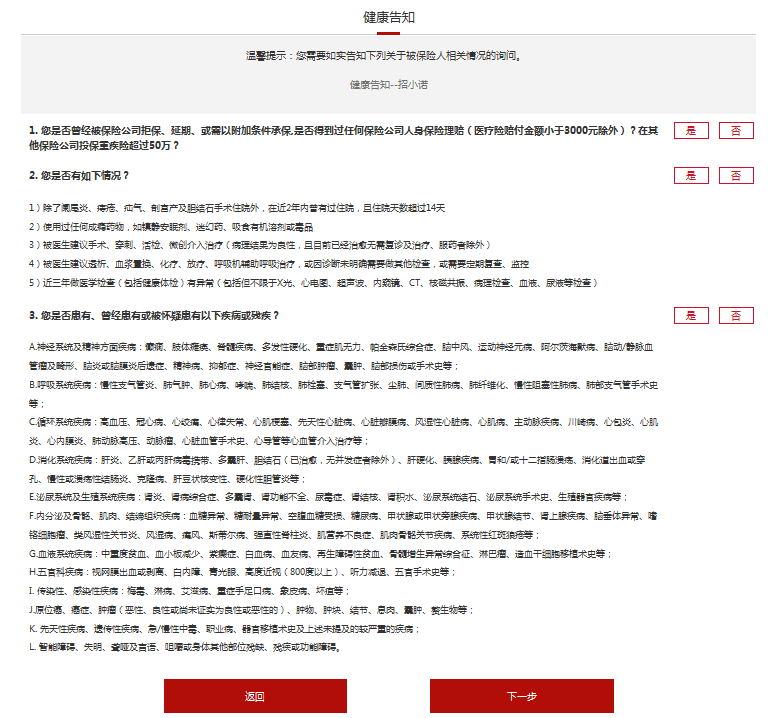 健康告知
温馨提示：您需要如实告知下列关于被保险人相关情况的询问。
健康告知--招小诺
1. 您是否曾经被保险公司拒保、延期、或需以附加条件承保,是否得到过任何保险公司人身保险理赔（医疗险赔付金额小于3000元除外）？在其
他保险公司投保重疾险超过50万？
是
否
2. 您是否有如下情况？
是
否
1）除了阑尾炎、痔疮、疝气、剖宫产及胆结石手术住院外，在近2年内曾有过住院，且住院天数超过14天
2）使用过任何成瘾药物，如镇静安眠剂、迷幻药、吸食有机溶剂或毒品
3）被医生建议手术、穿刺、活检、微创介入治疗（病理结果为良性，且目前已经治愈无需复诊及治疗、服药者除外）
4）被医生建议透析、血浆置换、化疗、放疗、呼吸机辅助呼吸治疗，或因诊断未明确需要做其他检查，或需要定期复查、监控
5）近三年做医学检查（包括健康体检）有异常（包括但不限于X光、心电图、超声波、内窥镜、CT、核磁共振、病理检查、血液、尿液等检查）
3. 您是否患有、曾经患有或被怀疑患有以下疾病或残疾？
是
否
A.神经系统及精神方面疾病：癫痫、肢体瘫痪、脊髓疾病、多发性硬化、重症肌无力、帕金森氏综合症、脑中风、运动神经元病、阿尔茨海默病、脑动/静脉血
管瘤及畸形、脑炎或脑膜炎后遗症、精神病、抑郁症、神经官能症、脑部肿瘤、囊肿、脑部损伤或手术史等；
B.呼吸系统疾病：慢性支气管炎、肺气肿、肺心病、哮喘、肺结核、肺栓塞、支气管扩张、尘肺、间质性肺病、肺纤维化、慢性阻塞性肺病、肺部支气管手术史
等；
C.循环系统疾病：高血压、冠心病、心绞痛、心律失常、心肌梗塞、先天性心脏病、心脏瓣膜病、风湿性心脏病、心肌病、主动脉疾病、川崎病、心包炎、心肌
炎、心内膜炎、肺动脉高压、动脉瘤、心脏血管手术史、心导管等心血管介入治疗等；
D.消化系统疾病：肝炎、乙肝或丙肝病毒携带、多囊肝、胆结石（已治愈，无并发症者除外）、肝硬化、胰腺疾病、胃和/或十二指肠溃疡、消化道出血或穿
孔、慢性或溃疡性结肠炎、克隆病、肝豆状核变性、硬化性胆管炎等；
E.泌尿系统及生殖系统疾病：肾炎、肾病综合症、多囊肾、肾功能不全、尿毒症、肾结核、肾积水、泌尿系统结石、泌尿系统手术史、生殖器官疾病等；
F.内分泌及骨骼、肌肉、结缔组织疾病：血糖异常、糖耐量异常、空腹血糖受损、糖尿病、甲状腺或甲状旁腺疾病、甲状腺结节、肾上腺疾病、脑垂体异常、嗜
铬细胞瘤、类风湿性关节炎、风湿病、痛风、斯蒂尔病、强直性脊柱炎、肌营养不良症、肌肉骨骼关节疾病、系统性红斑狼疮等；
G.血液系统疾病：中重度贫血、血小板减少、紫癜症、白血病、血友病、再生障碍性贫血、骨髓增生异常综合征、淋巴瘤、造血干细胞移植术史等；
H.五官科疾病：视网膜出血或剥离、白内障、青光眼、高度近视（800度以上）、听力减退、五官手术史等；
I. 传染性、感染性疾病：梅毒、淋病、艾滋病、重症手足口病、象皮病、坏疽等；
J.原位癌、癌症、肿瘤（恶性、良性或尚未证实为良性或恶性的）、肿物、肿块、结节、息肉、囊肿、赘生物等；
K. 先天性疾病、遗传性疾病、急/慢性中毒、职业病、器官移植术史及上述未提及的较严重的疾病；
L. 智能障碍、失明、聋哑及言语、咀嚼或身体其他部位残缺、残疾或功能障碍。
返回
下一步